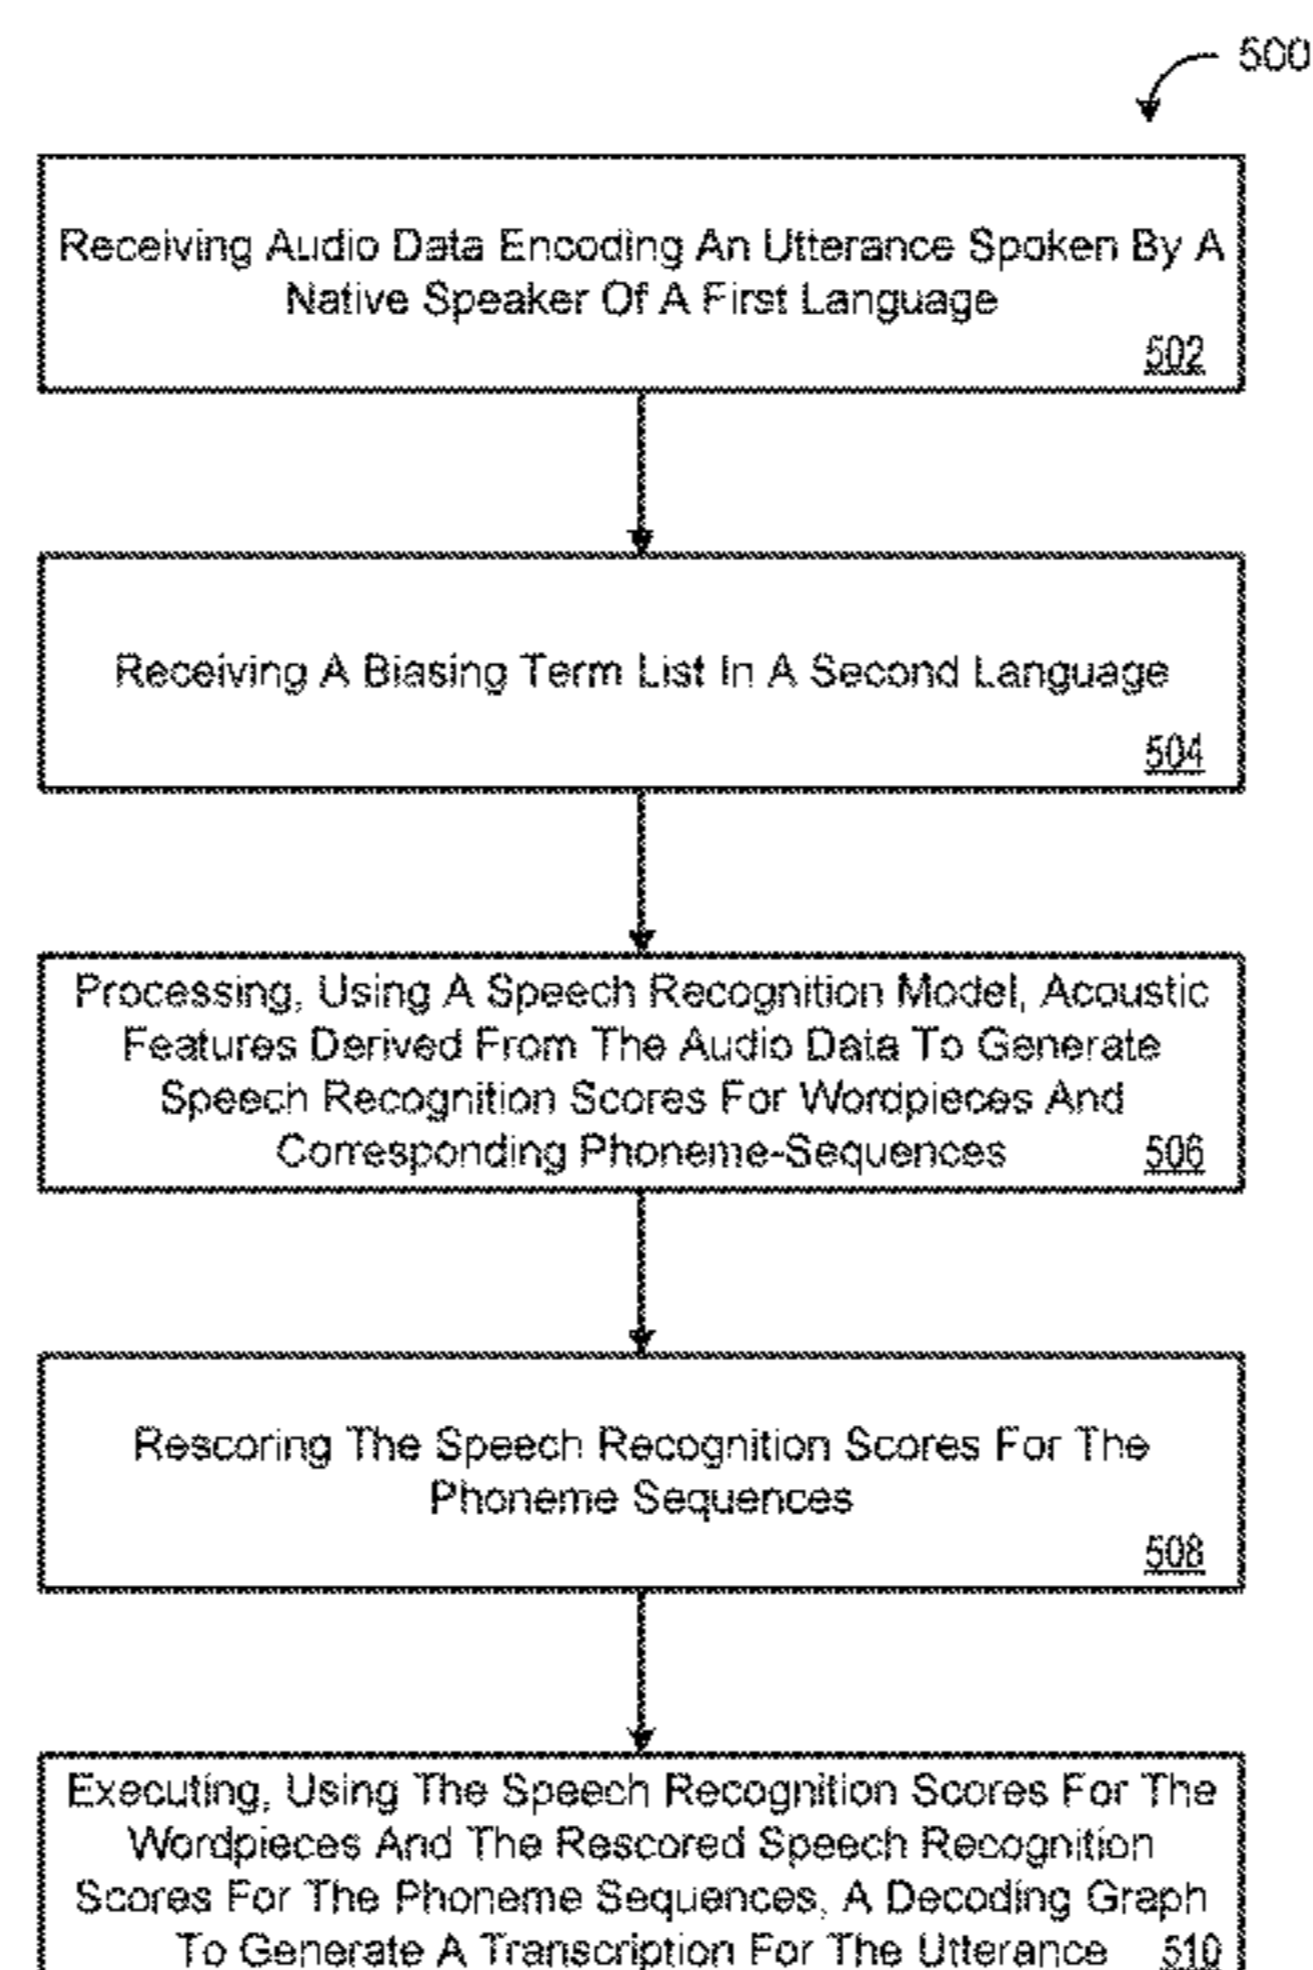 500
Receiving Audio Data Encoding An Utterance Spoken By A
Native Speaker Of A First Language
502
Receiving A Biasing Term List In A Second Language
504
Processing, Using A Speech Recognition Model, Acoustic
Features Derived From The Audio Data To Generate
Speech Recognition Scores For Wordpieces And
Corresponding Phoneme-Sequences 506
Rescoring The Speech Recognition Scores For The
Phoneme Sequences
508
Executing, Using The Speech Recognition Scores For The
Wordpieces And The Rescored Speech Recognition
Scores For The Phoneme Sequences, A Decoding Graph
To Generate A Transcription For The Utterance 510